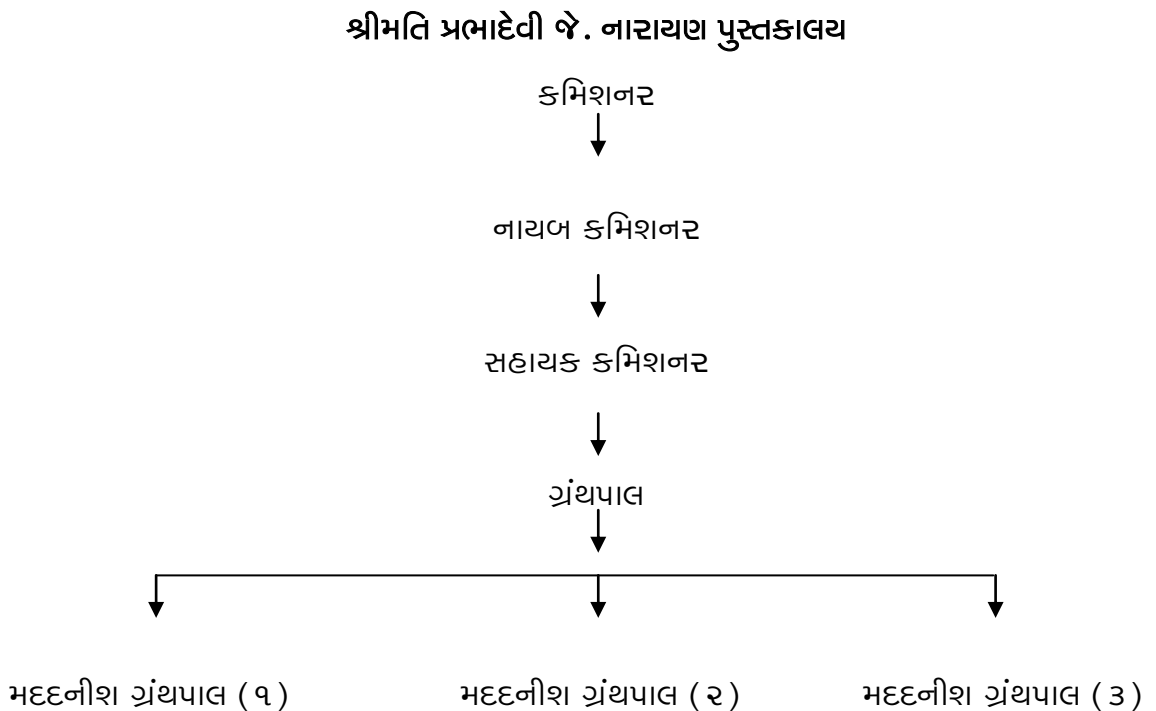 શ્રીમતિ પ્રભાદેવી જે. નારાયણ પુસ્તકાલય
કમિશનર
નાયબ કમિશનર
સહાયક કમિશનર
ગ્રંથપાલ
મદદનીશ ગ્રંથપાલ (૧) મદદનીશ ગ્રંથપાલ (૨) મદદનીશ ગ્રંથપાલ (૩)